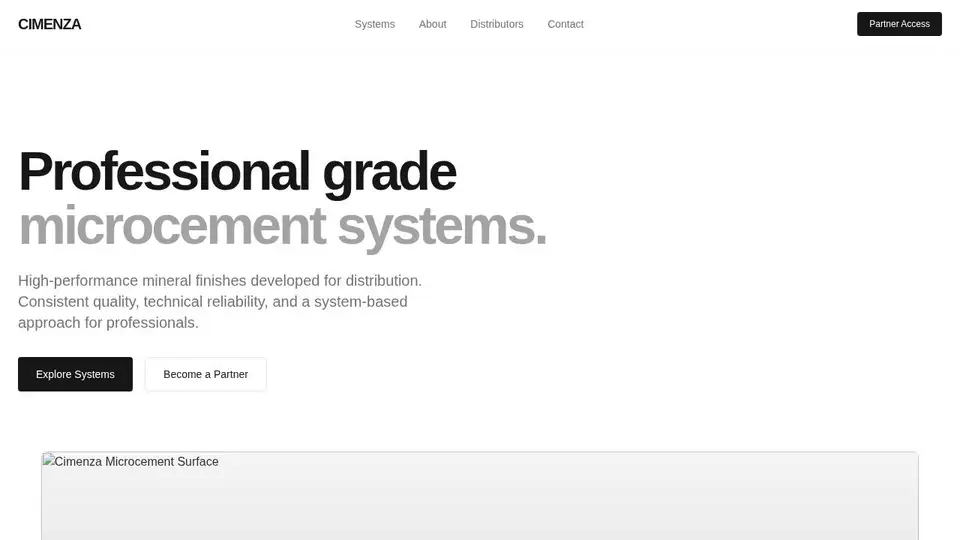 CIMENZA
Systems
About
Distributors
Contact
Partner Access
Professional grade
microcement systems.
High-performance mineral finishes developed for distribution.
Consistent quality, technical reliability, and a system-based
approach for professionals.
Explore Systems
Become a Partner
Cimenza Microcement Surface